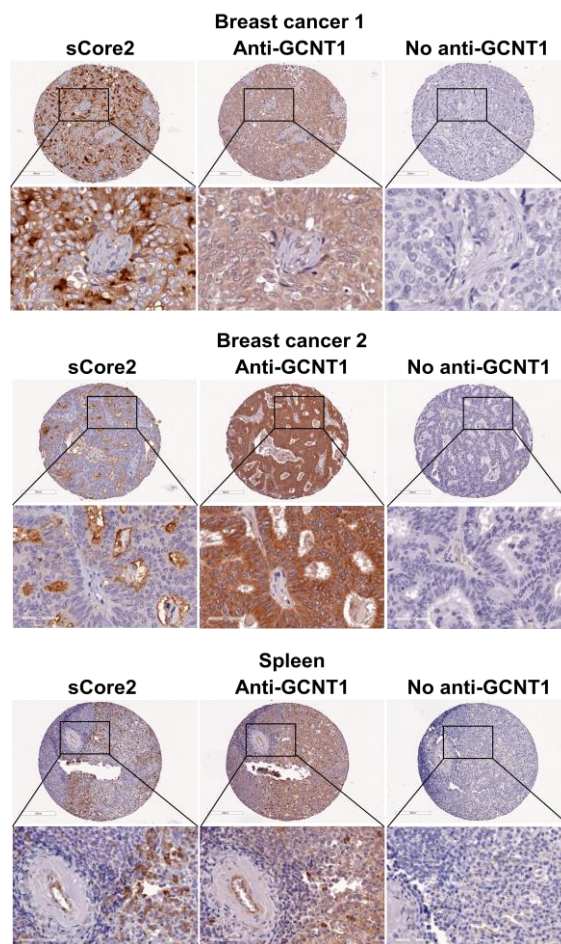 Breast cancer 1
sCore2 Anti-GCNT1 No anti-GCNT1
Breast cancer 2
sCore2 Anti-GCNT1 No anti-GCNT1
Spleen
sCore2 Anti-GCNT1 No anti-GCNT1